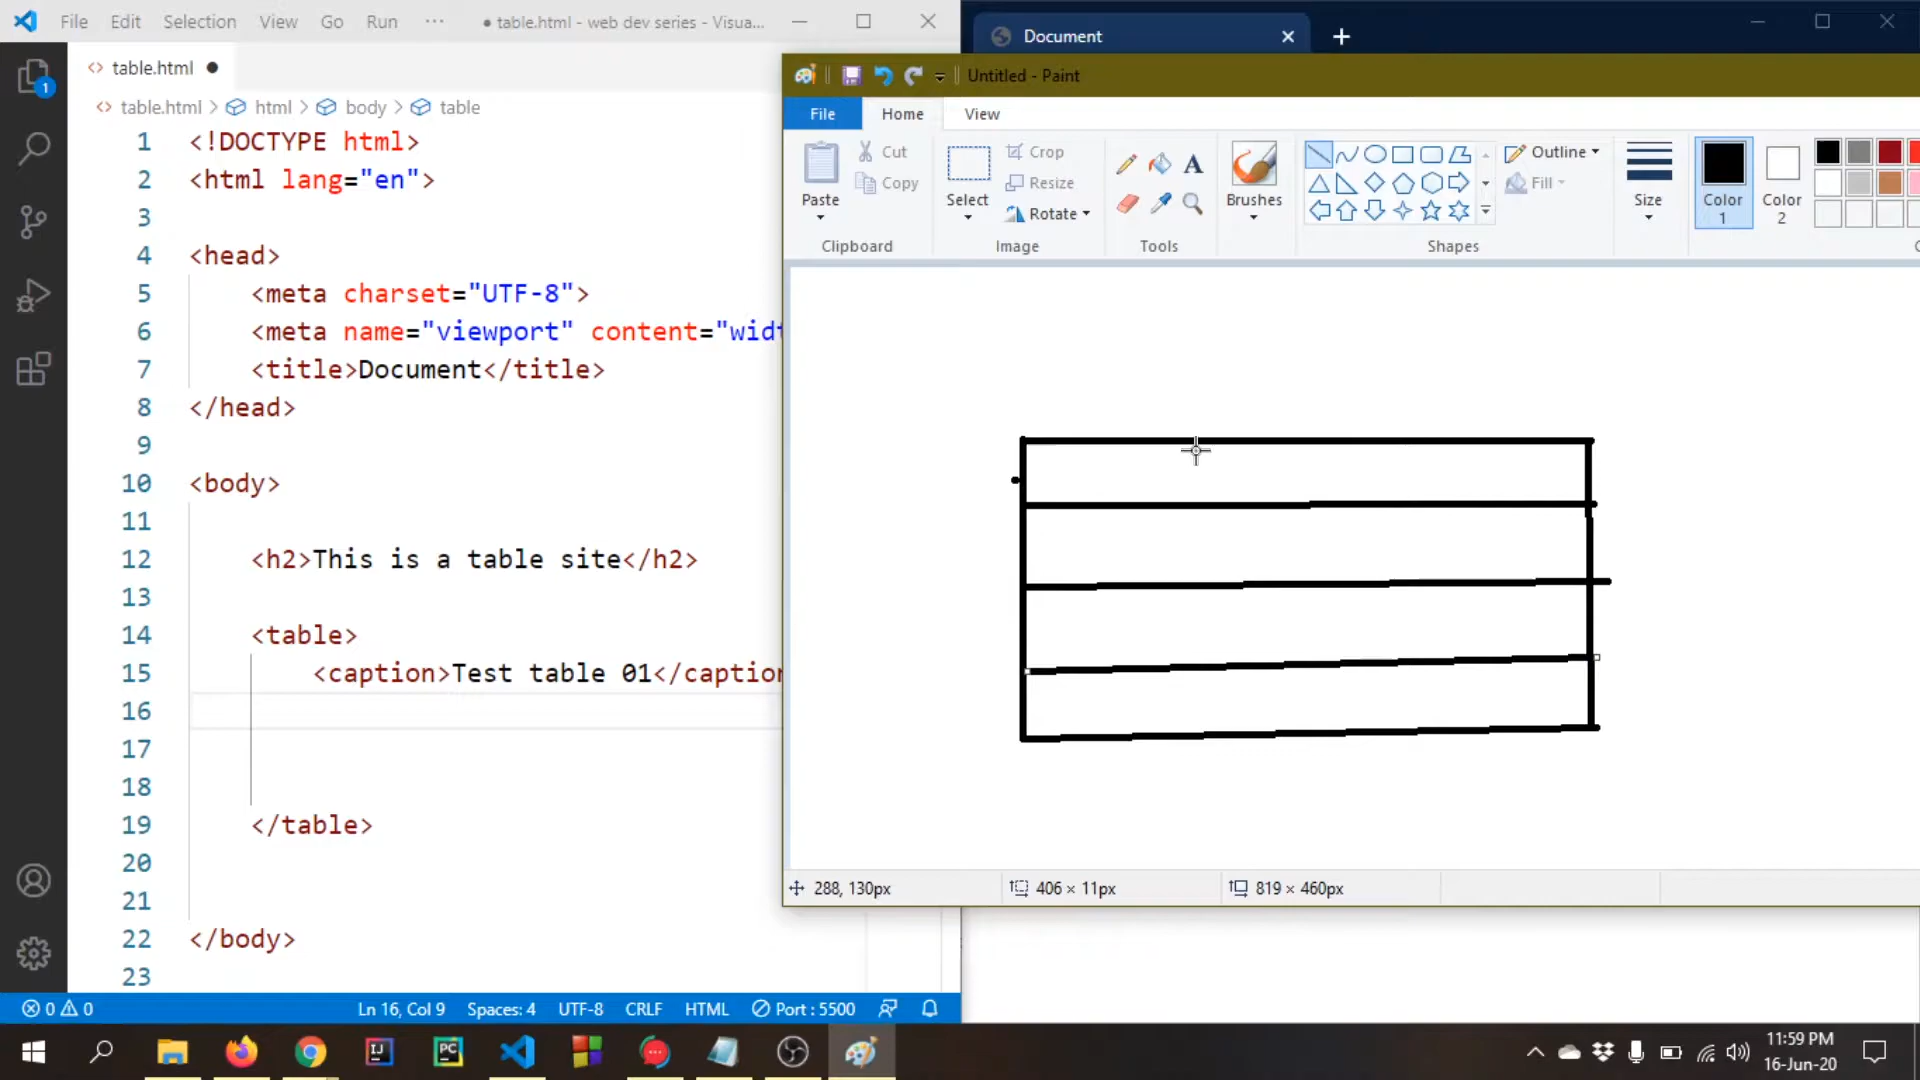 File Edit Selection View Go Run ··· ● table.html - web dev series - Visua...
table.html ●
table.html > html > body > table
1 <!DOCTYPE html>
2 <html lang="en">
3
4 <head>
5 <meta charset="UTF-8">
6 <meta name="viewport" content="widt
7 <title>Document</title>
8 </head>
9
10 <body>
11
12 <h2>This is a table site</h2>
13
14 <table>
15 <caption>Test table 01</caption
16
17
18
19 </table>
20
21
22 </body>
23
0 0 Ln 16, Col 9 Spaces: 4 UTF-8 CRLF HTML Port : 5500
1
Document
Untitled - Paint
File Home View
Paste
Cut
Copy
Clipboard
Select
Crop
Resize
Rotate
Image
A
Tools
Brushes
Outline
Fill
Shapes
Size
Color 1
Color 2
288, 130px 406 × 11px 819 × 460px
IJ
PC
11:59 PM
16-Jun-20